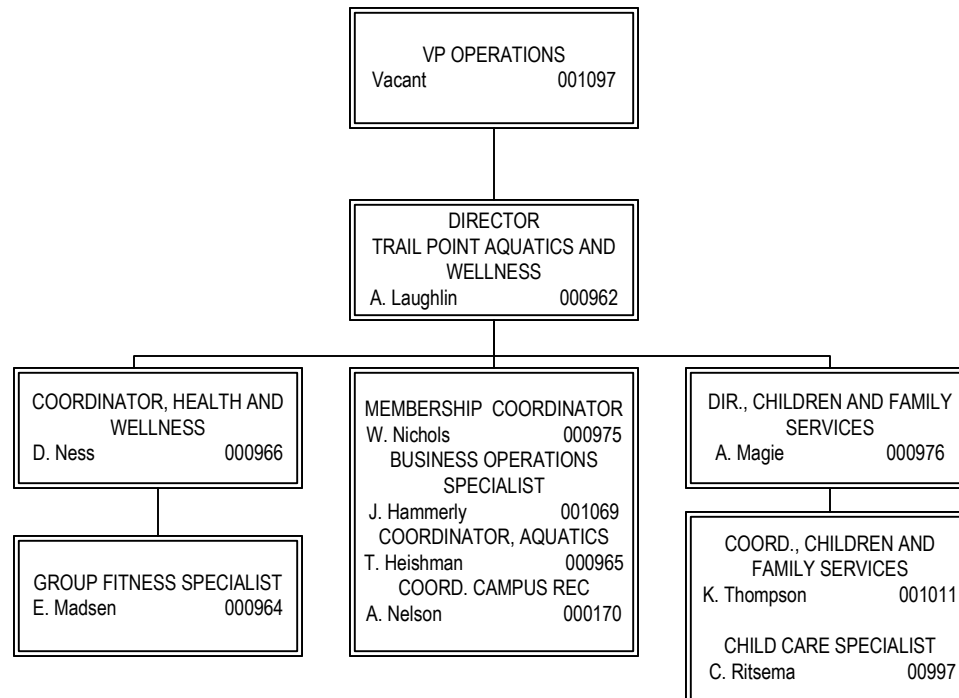 VP OPERATIONS
Vacant 001097
DIRECTOR
TRAIL POINT AQUATICS AND
WELLNESS
A. Laughlin 000962
COORDINATOR, HEALTH AND
WELLNESS
D. Ness 000966
GROUP FITNESS SPECIALIST
E. Madsen 000964
MEMBERSHIP COORDINATOR
W. Nichols 000975
BUSINESS OPERATIONS
SPECIALIST
J. Hammerly 001069
COORDINATOR, AQUATICS
T. Heishman 000965
COORD. CAMPUS REC
A. Nelson 000170
DIR., CHILDREN AND FAMILY
SERVICES
A. Magie 000976
COORD., CHILDREN AND
FAMILY SERVICES
K. Thompson 001011
CHILD CARE SPECIALIST
C. Ritsema 00997